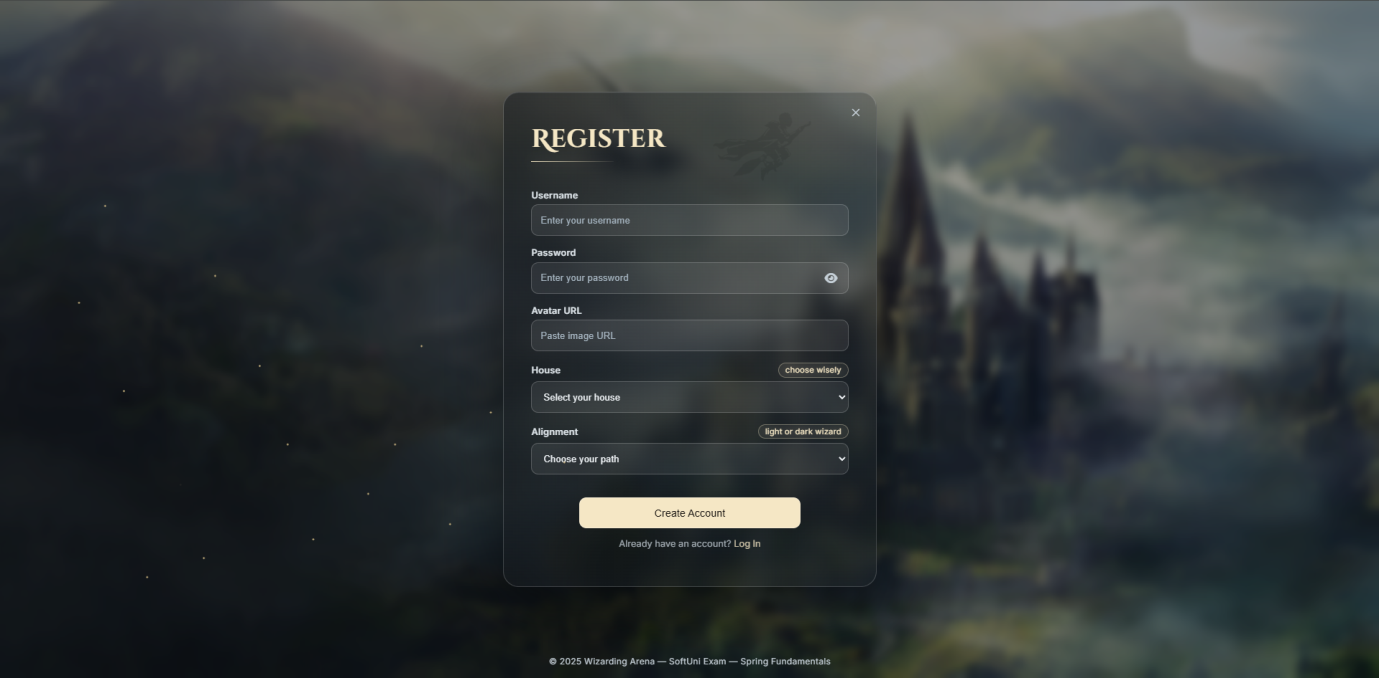 ×
REGISTER
Username
Enter your username
Password
Enter your password
Avatar URL
Paste image URL
House choose wisely
Select your house
Alignment light or dark wizard
Choose your path
Create Account
Already have an account? Log In
© 2025 Wizarding Arena — SoftUni Exam — Spring Fundamentals